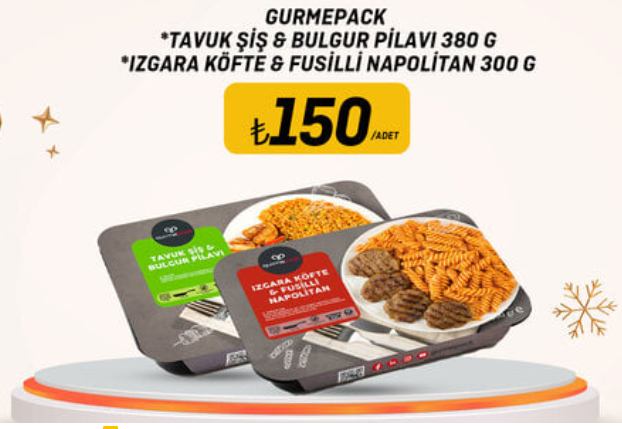 GURMEPACK
*TAVUK ŞİŞ & BULGUR PİLAVI 380 G
*IZGARA KÖFTE & FUSİLLİ NAPOLİTAN 300 G
₺150 /ADET
TAVUK ŞİŞ &
BULGUR PİLAVI
IZGARA KÖFTE
& FUSİLLİ
NAPOLİTAN